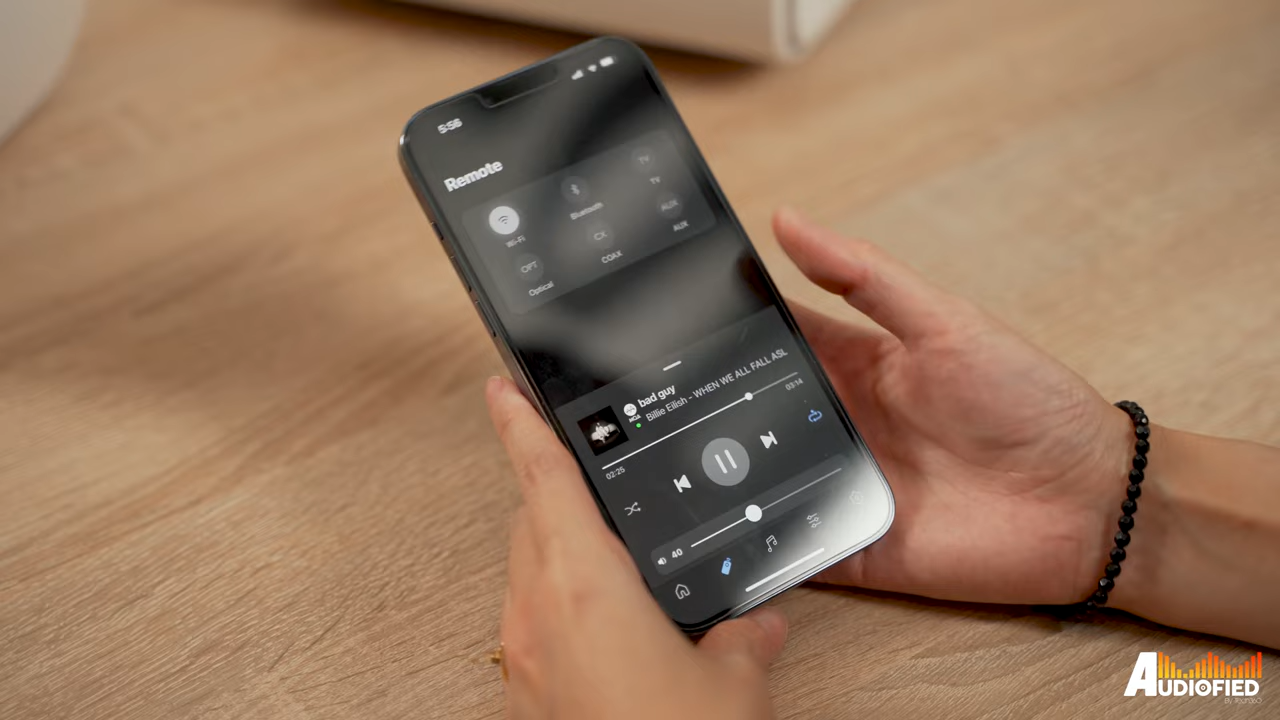 5:56
Remote
Wi-Fi
Bluetooth
TV
TV
OPT
Optical
CX
COAX
AUX
AUX
bad guy
MQA
Billie Eilish - WHEN WE ALL FALL ASL
02:25
03:14
40
AUDIOFIED